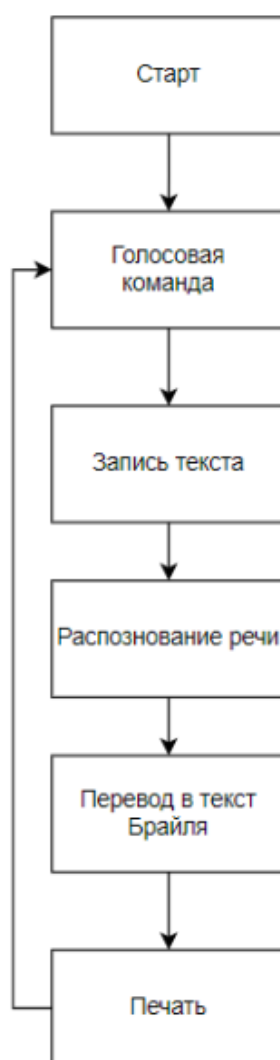 Старт
Голосовая
команда
Запись текста
Распознование речи
Перевод в текст
Брайля
Печать